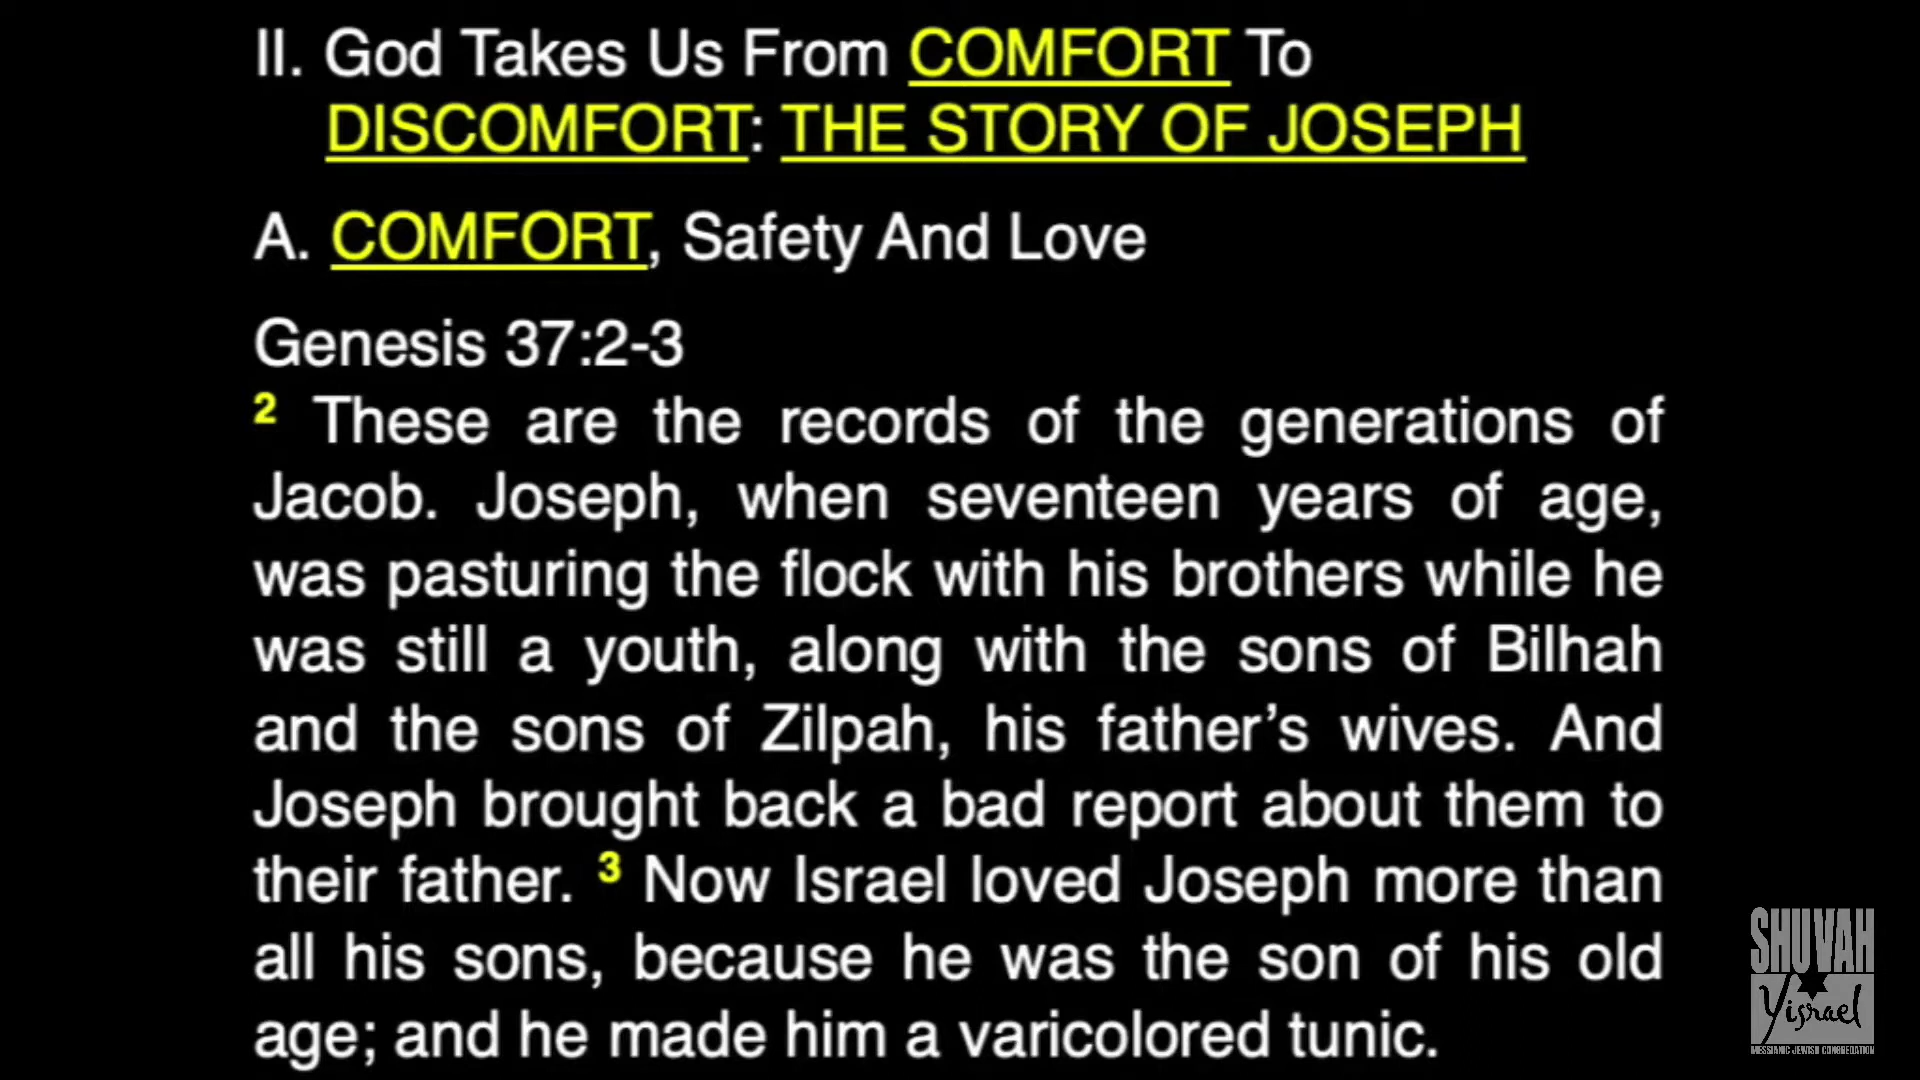 II. God Takes Us From COMFORT To
DISCOMFORT: THE STORY OF JOSEPH
A. COMFORT, Safety And Love
Genesis 37:2-3
2 These are the records of the generations of
Jacob. Joseph, when seventeen years of age,
was pasturing the flock with his brothers while he
was still a youth, along with the sons of Bilhah
and the sons of Zilpah, his father’s wives. And
Joseph brought back a bad report about them to
their father. 3 Now Israel loved Joseph more than
all his sons, because he was the son of his old
age; and he made him a varicolored tunic.
SHUVAH
Yisrael
MESSIANIC JEWISH CONGREGATION